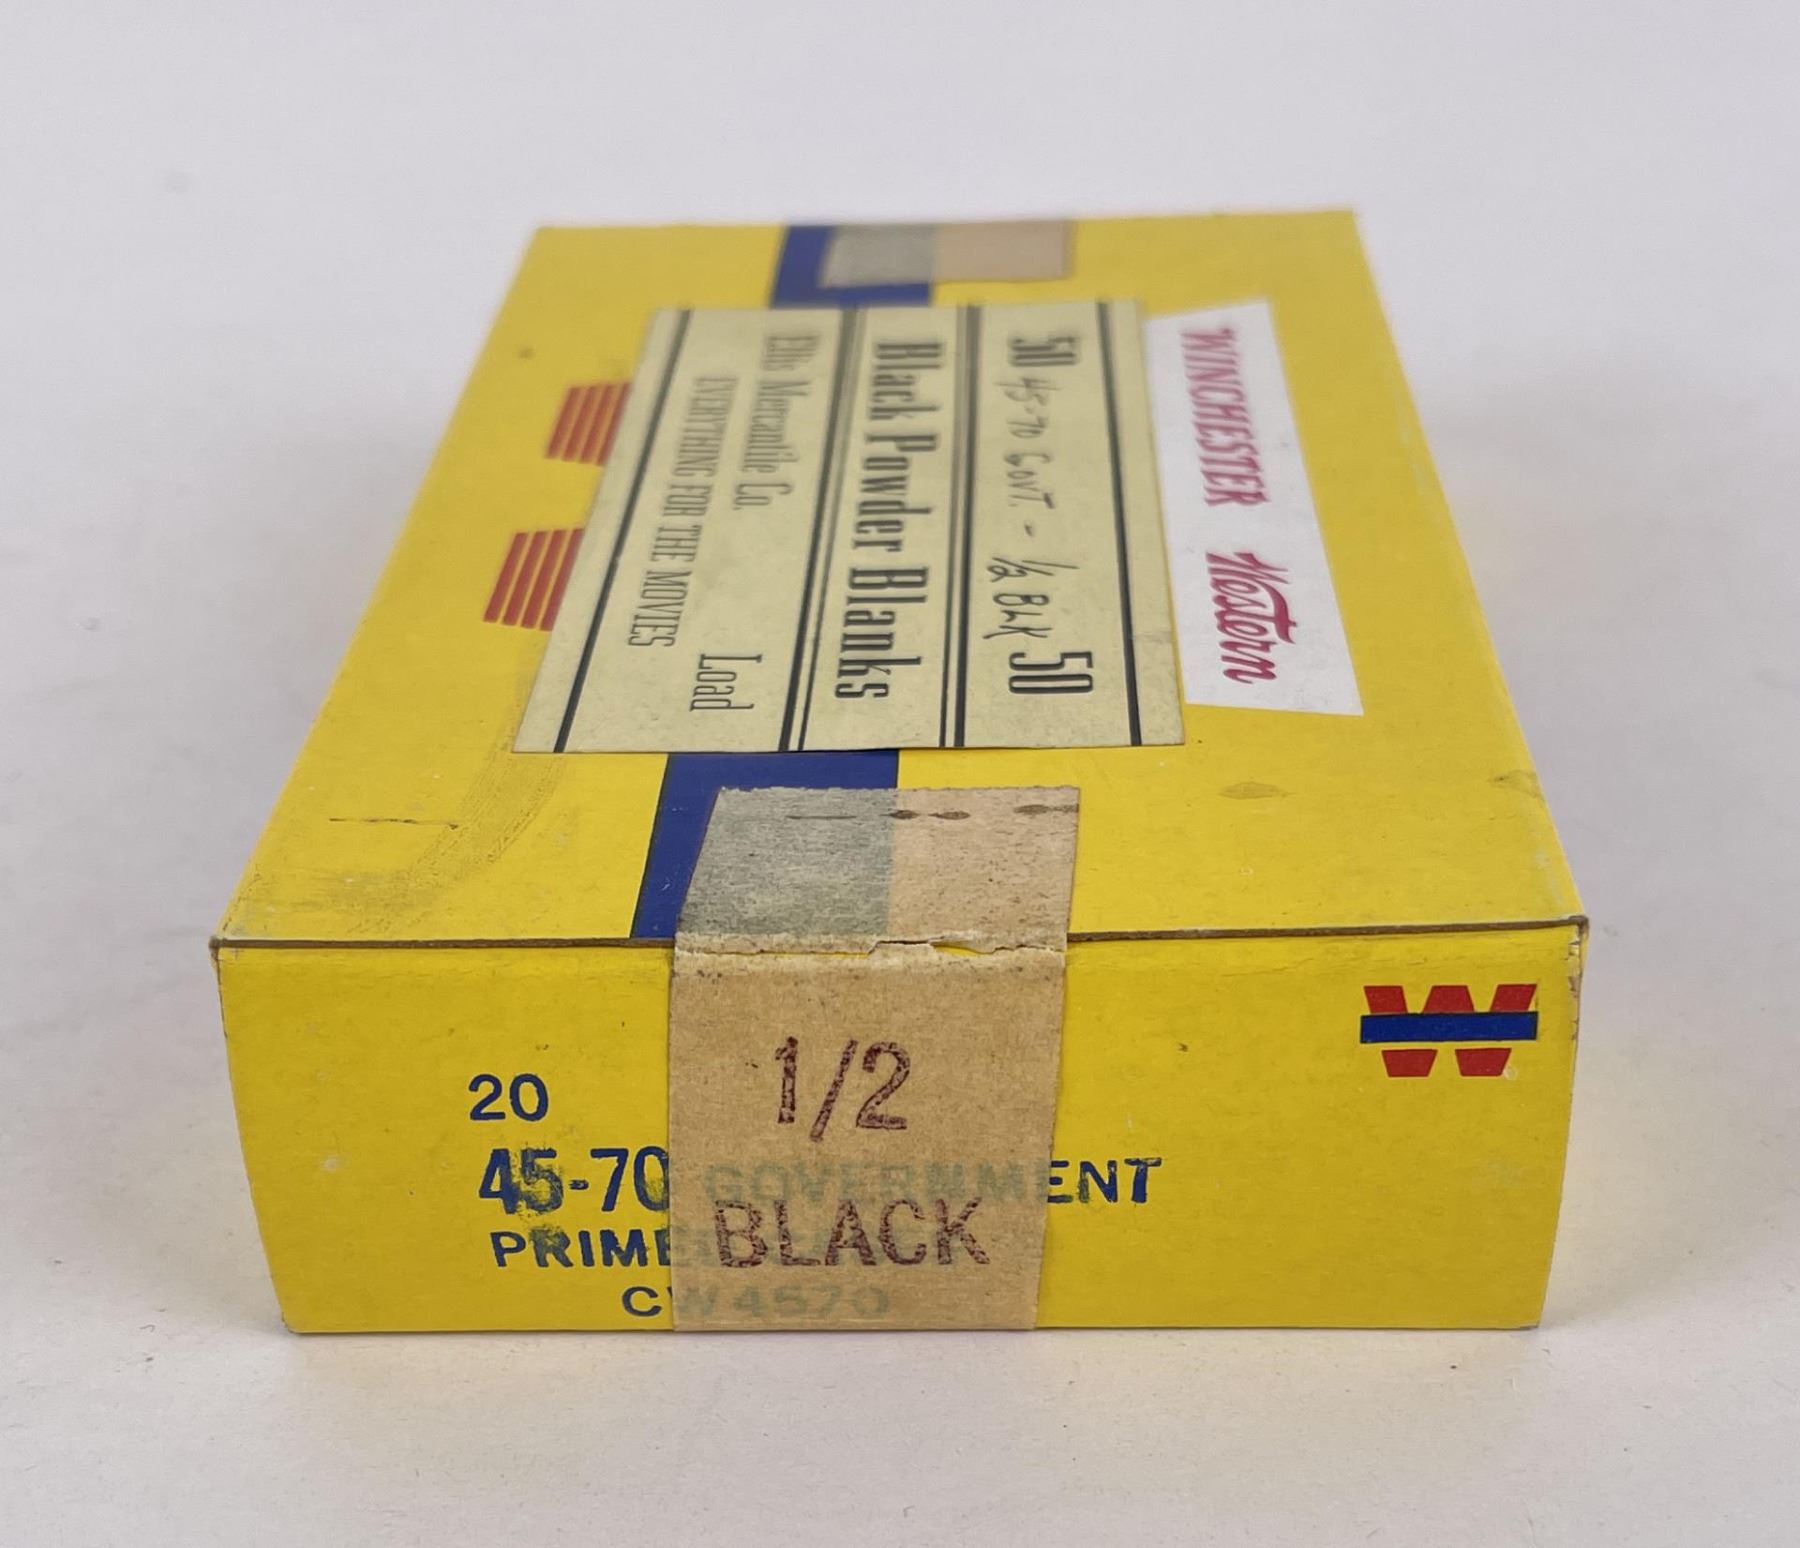 WINCHESTER Western
50 45-70 GOVT. - 1/2 BLK 50
Black Powder Blanks
Ellis Mercantile Co. Load
EVERYTHING FOR THE MOVIES
W
1/2
BLACK
20
45-70 GOVERNMENT
PRIMED
CW4570